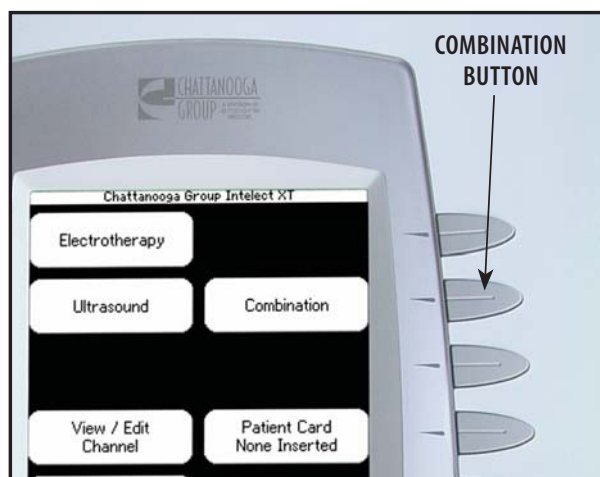 COMBINATION
BUTTON
CHATTANOOGA
GROUP
Chattanooga Group Intelect XT
Electrotherapy
Ultrasound
Combination
View / Edit
Channel
Patient Card
None Inserted